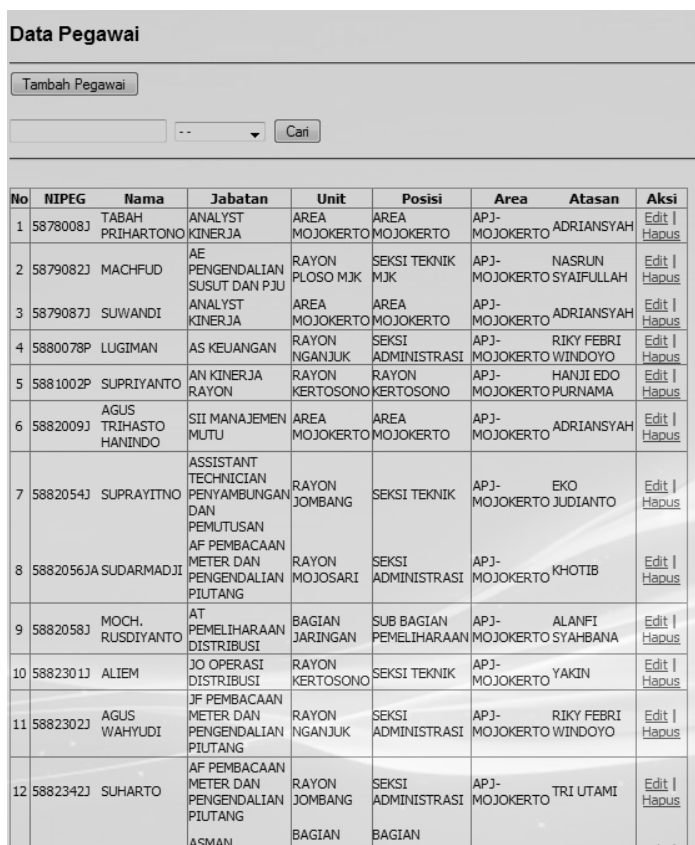 Data Pegawai
Tambah Pegawai
-- Cari
No NIPEG Nama Jabatan Unit Posisi Area Atasan Aksi
1 5878008J TABAH PRIHARTONO ANALYST KINERJA AREA MOJOKERTO AREA MOJOKERTO APJ-MOJOKERTO ADRIANSYAH Edit | Hapus
2 5879082J MACHFUD AE PENGENDALIAN SUSUT DAN PJU RAYON PLOSO MJK SEKSI TEKNIK MJK APJ-MOJOKERTO NASRUN SYAIFULLAH Edit | Hapus
3 5879087J SUWANDI ANALYST KINERJA AREA MOJOKERTO AREA MOJOKERTO APJ-MOJOKERTO ADRIANSYAH Edit | Hapus
4 5880078P LUGIMAN AS KEUANGAN RAYON NGANJUK SEKSI ADMINISTRASI APJ-MOJOKERTO RIKY FEBRI WINDOYO Edit | Hapus
5 5881002P SUPRIYANTO AN KINERJA RAYON RAYON KERTOSONO RAYON KERTOSONO APJ-MOJOKERTO HANJI EDO PURNAMA Edit | Hapus
6 5882009J AGUS TRIHASTO HANINDO SII MANAJEMEN MUTU AREA MOJOKERTO AREA MOJOKERTO APJ-MOJOKERTO ADRIANSYAH Edit | Hapus
7 5882054J SUPRAYITNO ASSISTANT TECHNICIAN PENYAMBUNGAN DAN PEMUTUSAN RAYON JOMBANG SEKSI TEKNIK APJ-MOJOKERTO EKO JUDIANTO Edit | Hapus
8 5882056JA SUDARMADJI AF PEMBACAAN METER DAN PENGENDALIAN PIUTANG RAYON MOJOSARI SEKSI ADMINISTRASI APJ-MOJOKERTO KHOTIB Edit | Hapus
9 5882058J MOCH. RUSDIYANTO AT PEMELIHARAAN DISTRIBUSI BAGIAN JARINGAN SUB BAGIAN PEMELIHARAAN APJ-MOJOKERTO ALANFI SYAHBANA Edit | Hapus
10 5882301J ALIEM JO OPERASI DISTRIBUSI RAYON KERTOSONO SEKSI TEKNIK APJ-MOJOKERTO YAKIN Edit | Hapus
11 5882302J AGUS WAHYUDI JF PEMBACAAN METER DAN PENGENDALIAN PIUTANG RAYON NGANJUK SEKSI ADMINISTRASI APJ-MOJOKERTO RIKY FEBRI WINDOYO Edit | Hapus
12 5882342J SUHARTO AF PEMBACAAN METER DAN PENGENDALIAN PIUTANG RAYON JOMBANG SEKSI ADMINISTRASI APJ-MOJOKERTO TRI UTAMI Edit | Hapus
ASMAN BAGIAN BAGIAN